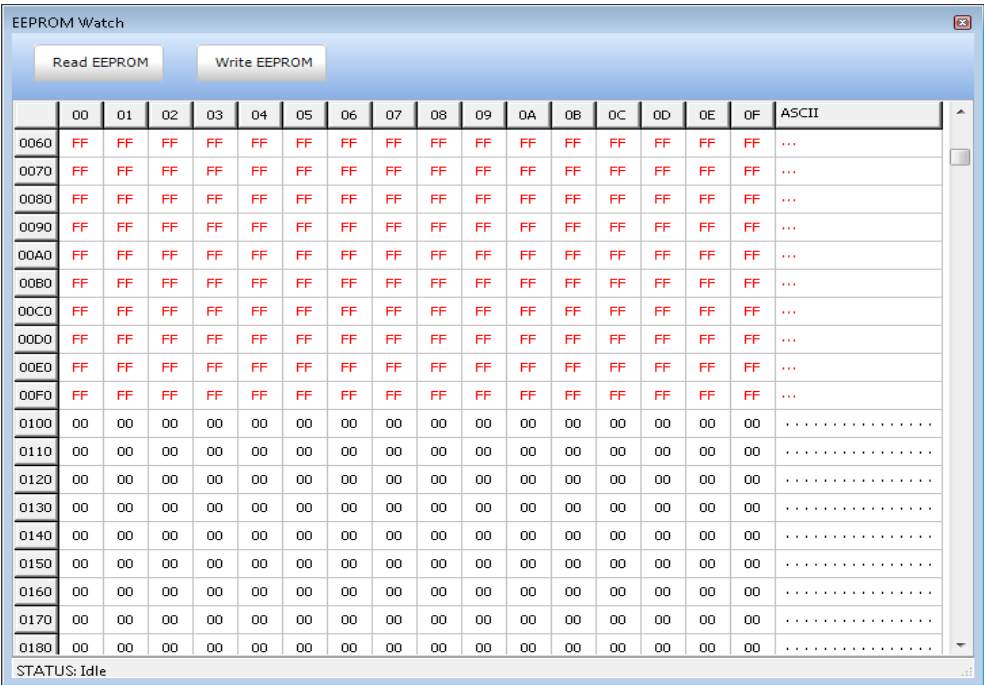 EEPROM Watch
Read EEPROM Write EEPROM
00 01 02 03 04 05 06 07 08 09 0A 0B 0C 0D 0E 0F ASCII
0060 FF FF FF FF FF FF FF FF FF FF FF FF FF FF FF FF ...
0070 FF FF FF FF FF FF FF FF FF FF FF FF FF FF FF FF ...
0080 FF FF FF FF FF FF FF FF FF FF FF FF FF FF FF FF ...
0090 FF FF FF FF FF FF FF FF FF FF FF FF FF FF FF FF ...
00A0 FF FF FF FF FF FF FF FF FF FF FF FF FF FF FF FF ...
00B0 FF FF FF FF FF FF FF FF FF FF FF FF FF FF FF FF ...
00C0 FF FF FF FF FF FF FF FF FF FF FF FF FF FF FF FF ...
00D0 FF FF FF FF FF FF FF FF FF FF FF FF FF FF FF FF ...
00E0 FF FF FF FF FF FF FF FF FF FF FF FF FF FF FF FF ...
00F0 FF FF FF FF FF FF FF FF FF FF FF FF FF FF FF FF ...
0100 00 00 00 00 00 00 00 00 00 00 00 00 00 00 00 00 ................
0110 00 00 00 00 00 00 00 00 00 00 00 00 00 00 00 00 ................
0120 00 00 00 00 00 00 00 00 00 00 00 00 00 00 00 00 ................
0130 00 00 00 00 00 00 00 00 00 00 00 00 00 00 00 00 ................
0140 00 00 00 00 00 00 00 00 00 00 00 00 00 00 00 00 ................
0150 00 00 00 00 00 00 00 00 00 00 00 00 00 00 00 00 ................
0160 00 00 00 00 00 00 00 00 00 00 00 00 00 00 00 00 ................
0170 00 00 00 00 00 00 00 00 00 00 00 00 00 00 00 00 ................
0180 00 00 00 00 00 00 00 00 00 00 00 00 00 00 00 00 ................
STATUS: Idle